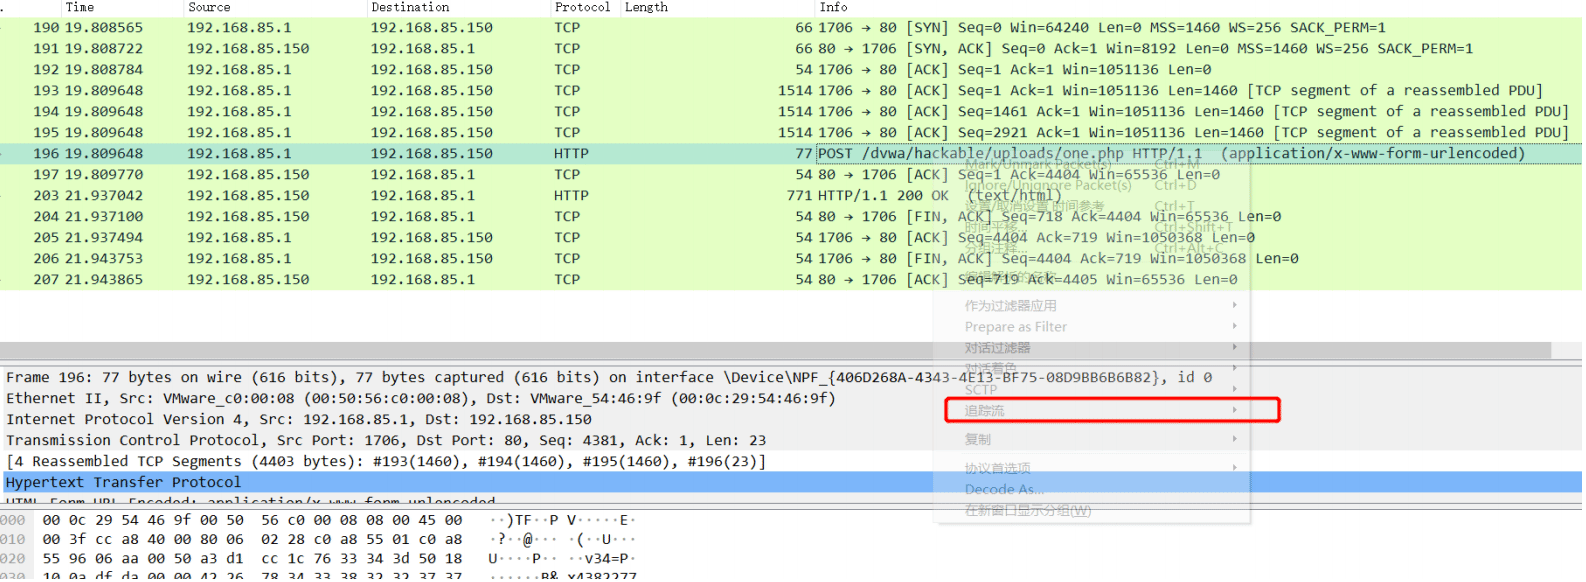 . Time Source Destination Protocol Length Info
190 19.808565 192.168.85.1 192.168.85.150 TCP 66 1706 → 80 [SYN] Seq=0 Win=64240 Len=0 MSS=1460 WS=256 SACK_PERM=1
191 19.808722 192.168.85.150 192.168.85.1 TCP 66 80 → 1706 [SYN, ACK] Seq=0 Ack=1 Win=8192 Len=0 MSS=1460 WS=256 SACK_PERM=1
192 19.808784 192.168.85.1 192.168.85.150 TCP 54 1706 → 80 [ACK] Seq=1 Ack=1 Win=1051136 Len=0
193 19.809648 192.168.85.1 192.168.85.150 TCP 1514 1706 → 80 [ACK] Seq=1 Ack=1 Win=1051136 Len=1460 [TCP segment of a reassembled PDU]
194 19.809648 192.168.85.1 192.168.85.150 TCP 1514 1706 → 80 [ACK] Seq=1461 Ack=1 Win=1051136 Len=1460 [TCP segment of a reassembled PDU]
195 19.809648 192.168.85.1 192.168.85.150 TCP 1514 1706 → 80 [ACK] Seq=2921 Ack=1 Win=1051136 Len=1460 [TCP segment of a reassembled PDU]
196 19.809648 192.168.85.1 192.168.85.150 HTTP 77 POST /dvwa/hackable/uploads/one.php HTTP/1.1 (application/x-www-form-urlencoded)
Mark/Unmark Packet(s) Ctrl+M
197 19.809770 192.168.85.150 192.168.85.1 TCP 54 80 → 1706 [ACK] Seq=1 Ack=4404 Win=65536 Len=0
Ignore/Unignore Packet(s) Ctrl+D
203 21.937042 192.168.85.150 192.168.85.1 HTTP 771 HTTP/1.1 200 OK (text/html)
设置/取消设置 时间参考 Ctrl+T
204 21.937100 192.168.85.150 192.168.85.1 TCP 54 80 → 1706 [FIN, ACK] Seq=718 Ack=4404 Win=65536 Len=0
时间平移... Ctrl+Shift+T
205 21.937494 192.168.85.1 192.168.85.150 TCP 54 1706 → 80 [ACK] Seq=4404 Ack=719 Win=1050368 Len=0
分组注释... Ctrl+Alt+C
206 21.943753 192.168.85.1 192.168.85.150 TCP 54 1706 → 80 [FIN, ACK] Seq=4404 Ack=719 Win=1050368 Len=0
编辑解析的名称
207 21.943865 192.168.85.150 192.168.85.1 TCP 54 80 → 1706 [ACK] Seq=719 Ack=4405 Win=65536 Len=0
作为过滤器应用
Prepare as Filter
对话过滤器
对话着色
SCTP
追踪流
复制
协议首选项
Decode As...
在新窗口显示分组(W)
Frame 196: 77 bytes on wire (616 bits), 77 bytes captured (616 bits) on interface \Device\NPF_{406D268A-4343-4E13-BF75-08D9BB6B6B82}, id 0
Ethernet II, Src: VMware_c0:00:08 (00:50:56:c0:00:08), Dst: VMware_54:46:9f (00:0c:29:54:46:9f)
Internet Protocol Version 4, Src: 192.168.85.1, Dst: 192.168.85.150
Transmission Control Protocol, Src Port: 1706, Dst Port: 80, Seq: 4381, Ack: 1, Len: 23
[4 Reassembled TCP Segments (4403 bytes): #193(1460), #194(1460), #195(1460), #196(23)]
Hypertext Transfer Protocol
HTML Form URL Encoded: application/x-www-form-urlencoded
000 00 0c 29 54 46 9f 00 50 56 c0 00 08 08 00 45 00 ··)TF··P V·····E·
010 00 3f cc a8 40 00 80 06 02 28 c0 a8 55 01 c0 a8 ·?··@··· ·(··U···
020 55 96 06 aa 00 50 a3 d1 cc 1c 76 33 34 3d 50 18 U····P·· ··v34=P·
030 10 0a df da 00 00 42 26 78 34 33 38 32 32 37 37 ······B& x4382277